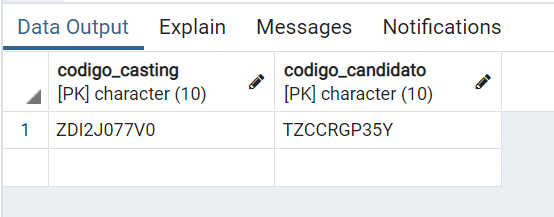 Data Output Explain Messages Notifications
codigo_casting codigo_candidato
[PK] character (10) [PK] character (10)
1 ZDI2J077V0 TZCCRGP35Y